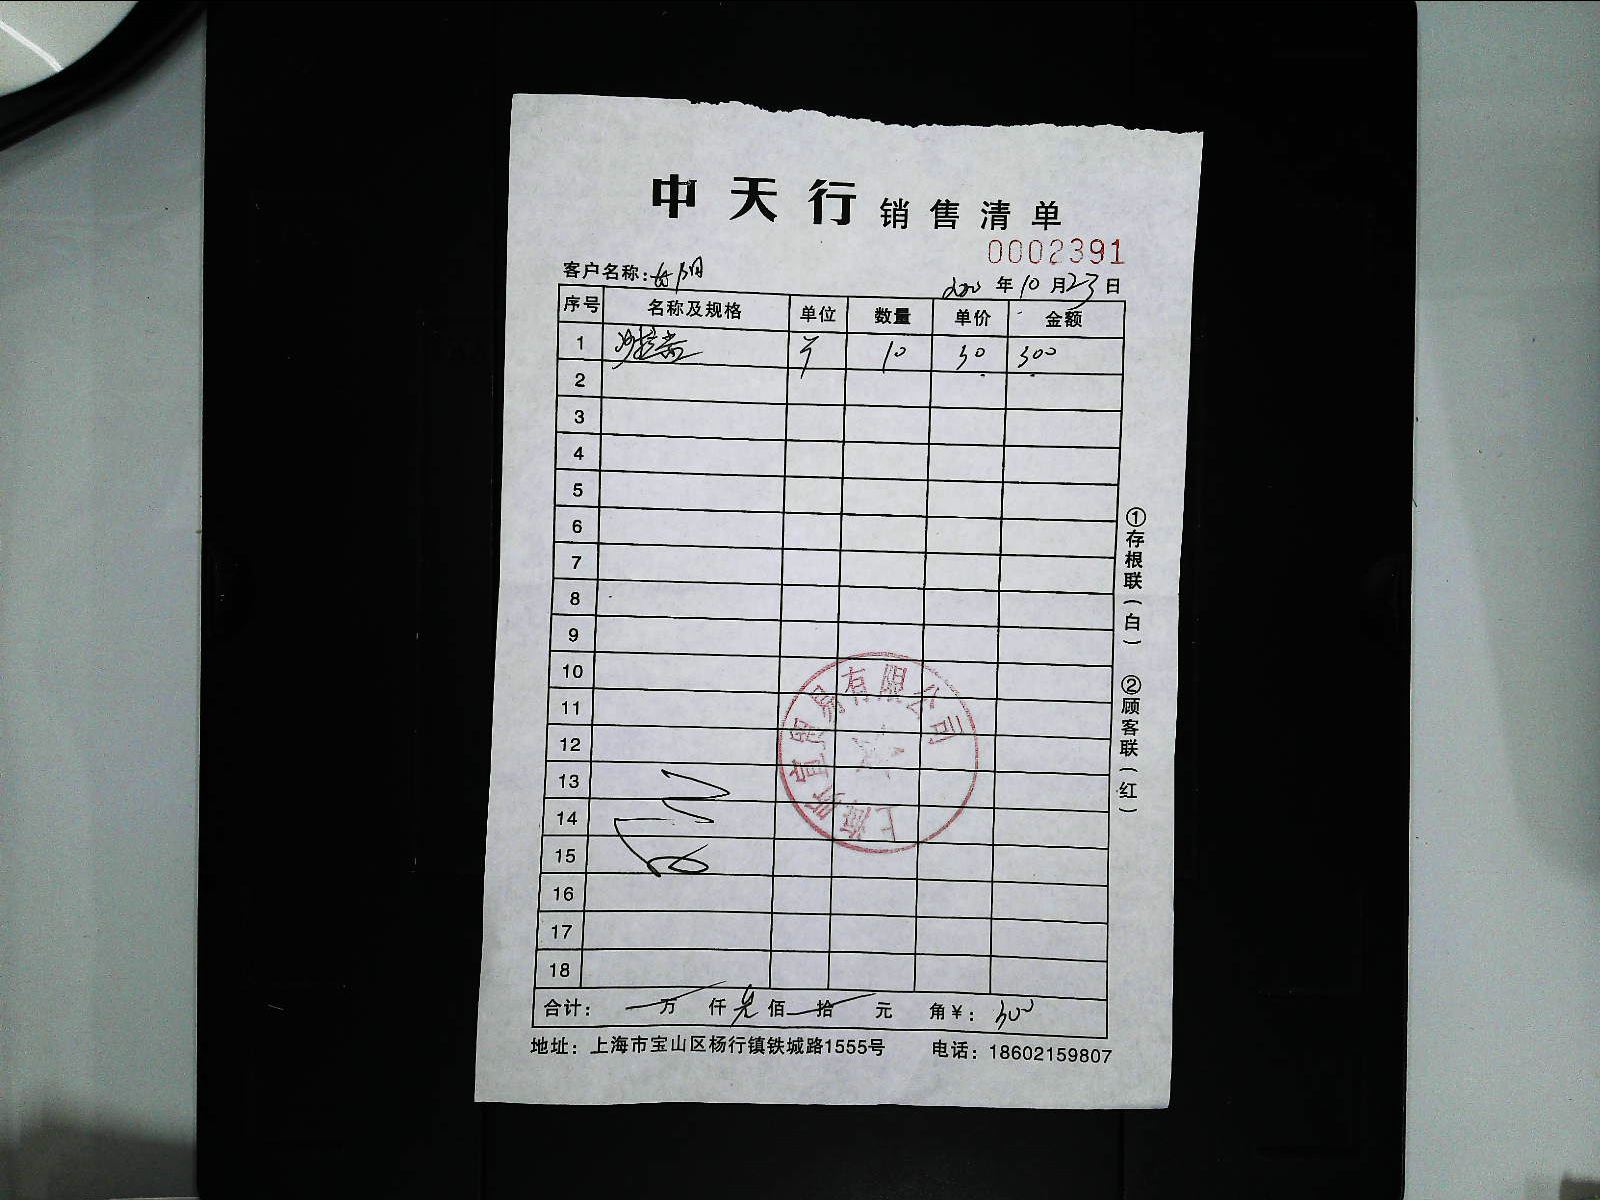 中天行 销售清单
0002391
客户名称:
年 10 月 23 日
序号 名称及规格 单位 数量 单价 金额
1 10 30 300
2
3
4
5
6
7
8
9
10
11
12
13
14
15
16
17
18
合计: 万 仟 佰 拾 元 角 ¥: 300
地址: 上海市宝山区杨行镇铁城路1555号 电话: 18602159807
①存根联(白) ②顾客联(红)
贸易有限公司